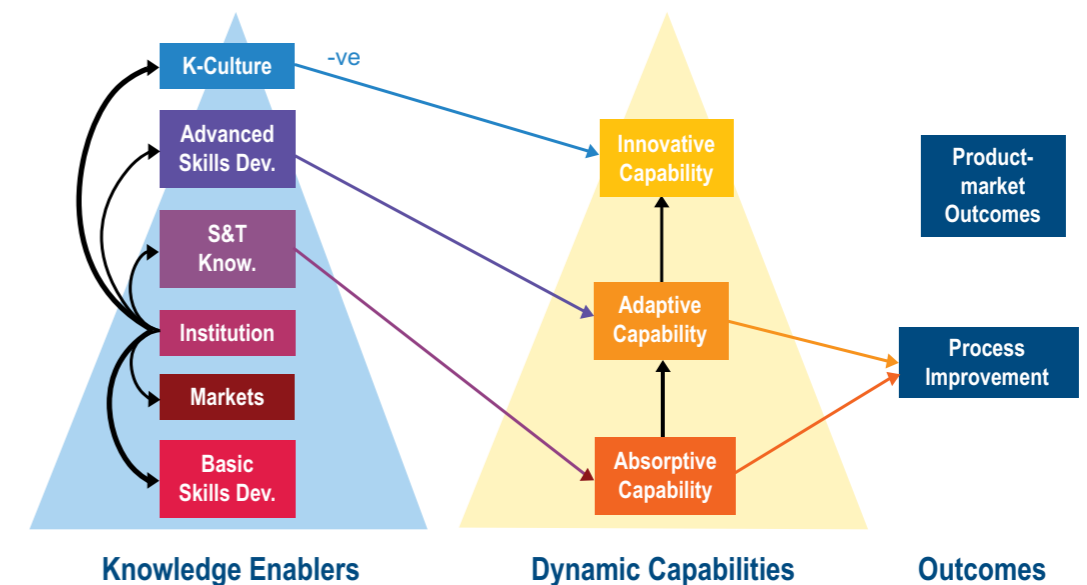 K-Culture
-ve
Advanced
Skills Dev.
S&T
Know.
Institution
Markets
Basic
Skills Dev.
Knowledge Enablers
Innovative
Capability
Adaptive
Capability
Absorptive
Capability
Dynamic Capabilities
Product-
market
Outcomes
Process
Improvement
Outcomes